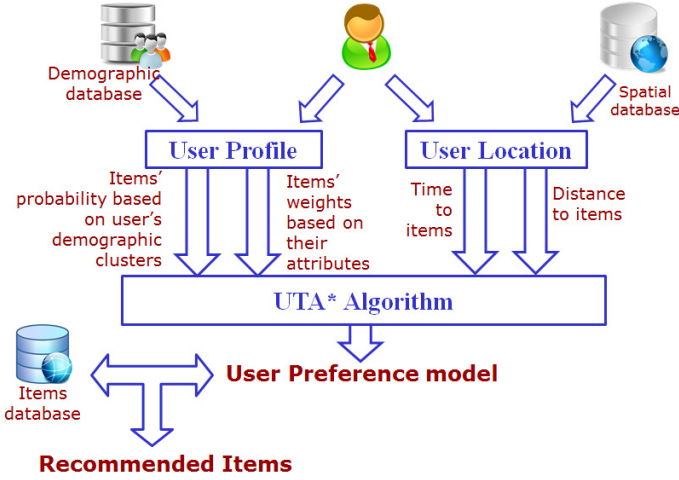 Demographic
database
Spatial
database
User Profile
User Location
Items'
probability based
on user's
demographic
clusters
Items'
weights
based on
their
attributes
Time
to
items
Distance
to items
UTA* Algorithm
Items
database
User Preference model
Recommended Items